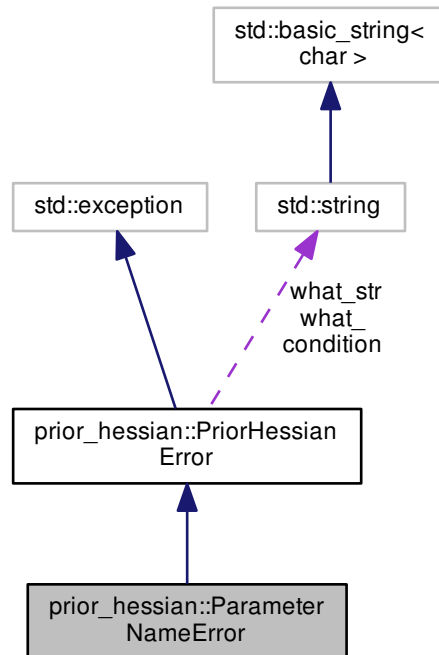 std::basic_string<
char >
std::exception
std::string
what_str
what_
condition
prior_hessian::PriorHessian
Error
prior_hessian::Parameter
NameError